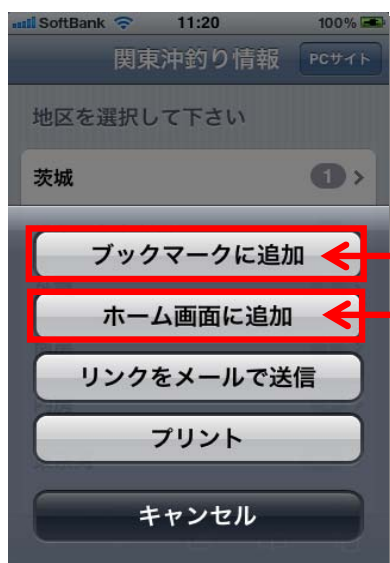 SoftBank 11:20 100%
関東沖釣り情報 PCサイト
地区を選択して下さい
茨城 1
ブックマークに追加
ホーム画面に追加
リンクをメールで送信
プリント
キャンセル